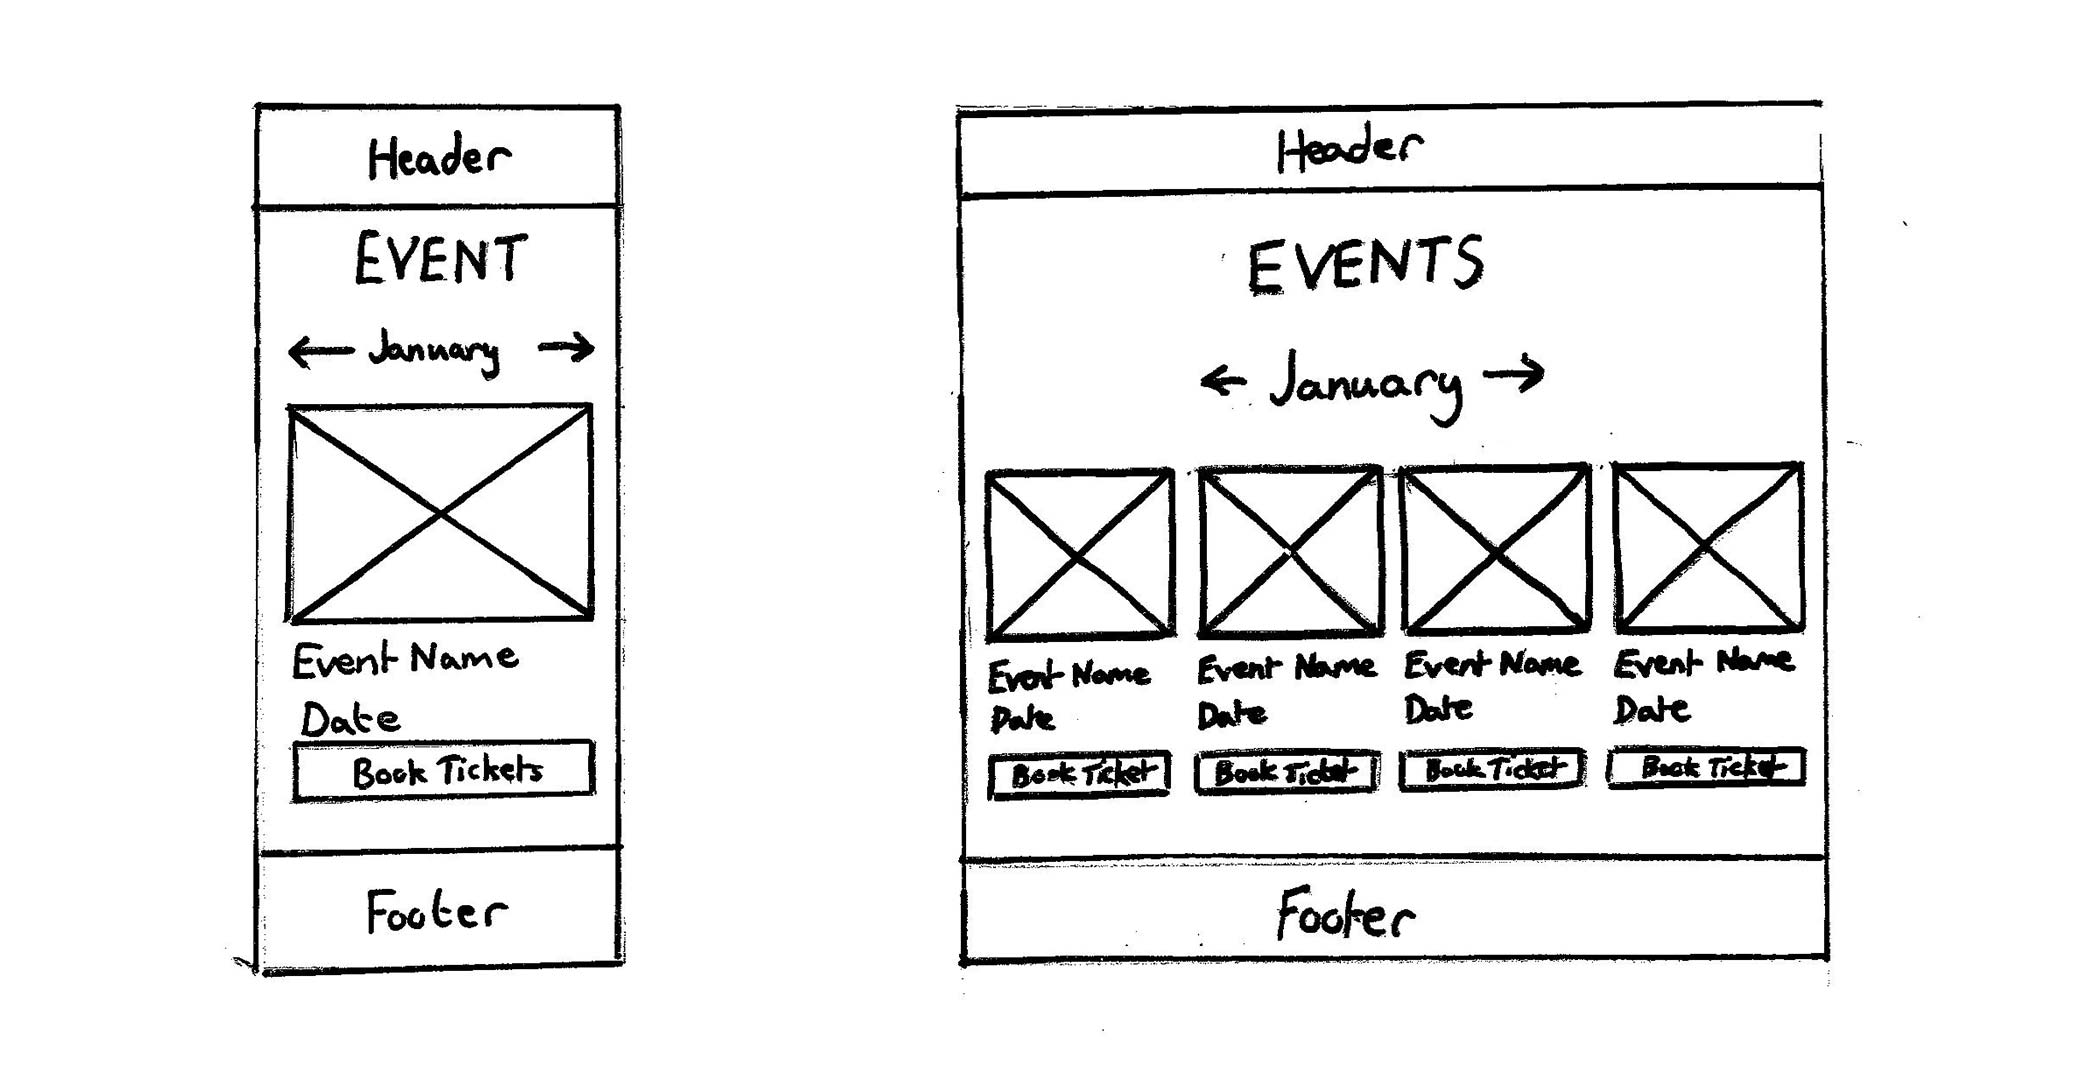 Header
EVENT
← January →
Event Name
Date
Book Tickets
Footer
Header
EVENTS
← January →
Event Name
Date
Book Ticket
Event Name
Date
Book Ticket
Event Name
Date
Book Ticket
Event Name
Date
Book Ticket
Footer